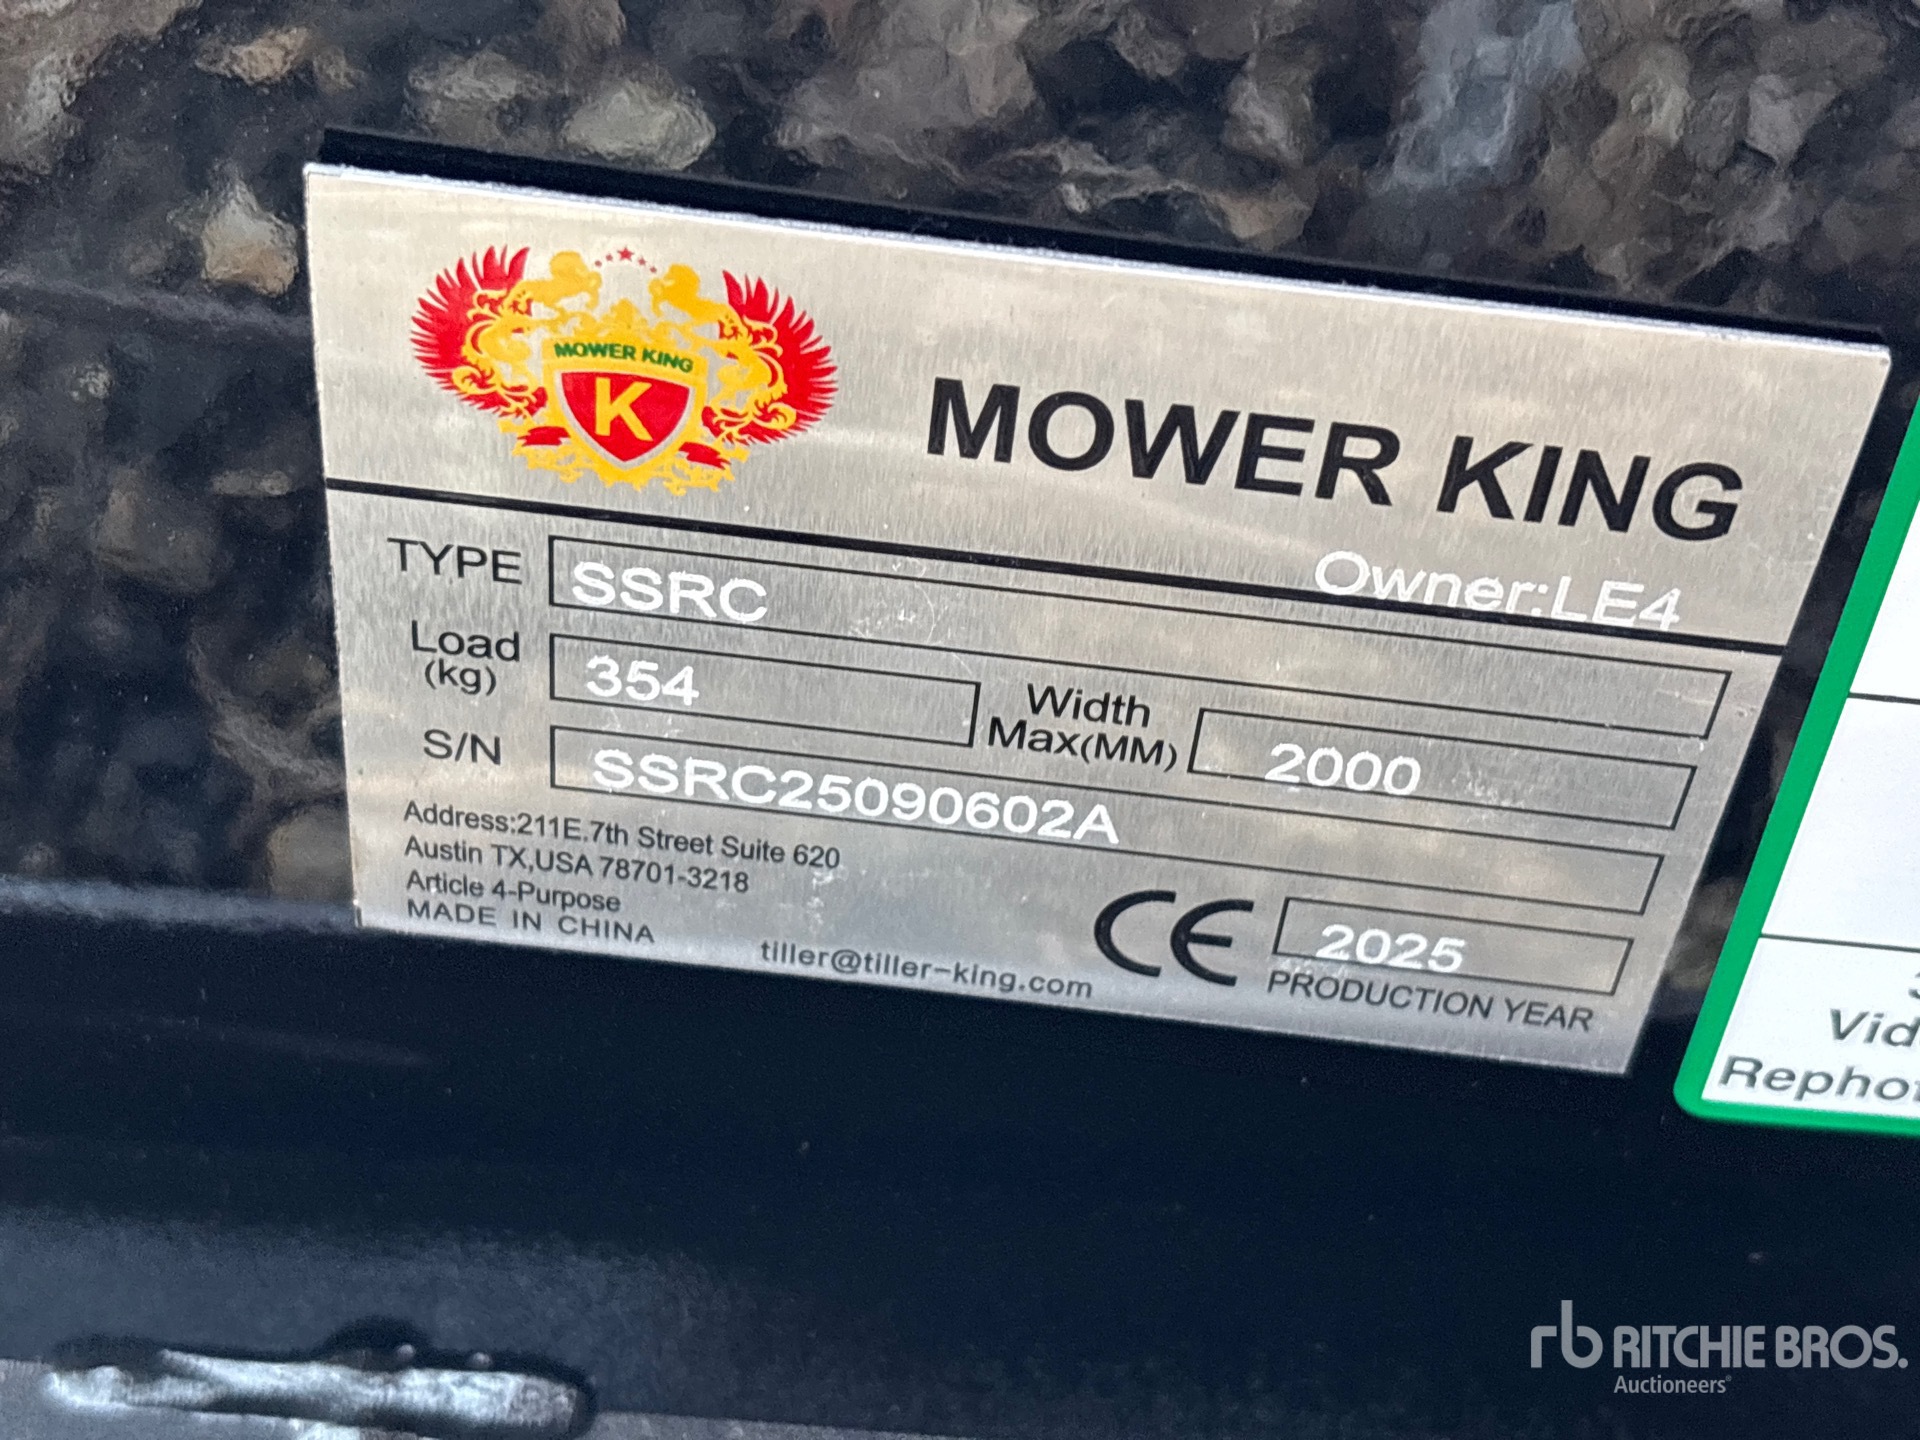 MOWER KING
K
MOWER KING
Owner:LE4
TYPE SSRC
Load (kg) 354
Width Max(MM) 2000
S/N SSRC25090602A
Address:211E.7th Street Suite 620
Austin TX,USA 78701-3218
Article 4-Purpose
MADE IN CHINA
tiller@tiller-king.com
CE
2025
PRODUCTION YEAR
rb RITCHIE BROS.
Auctioneers